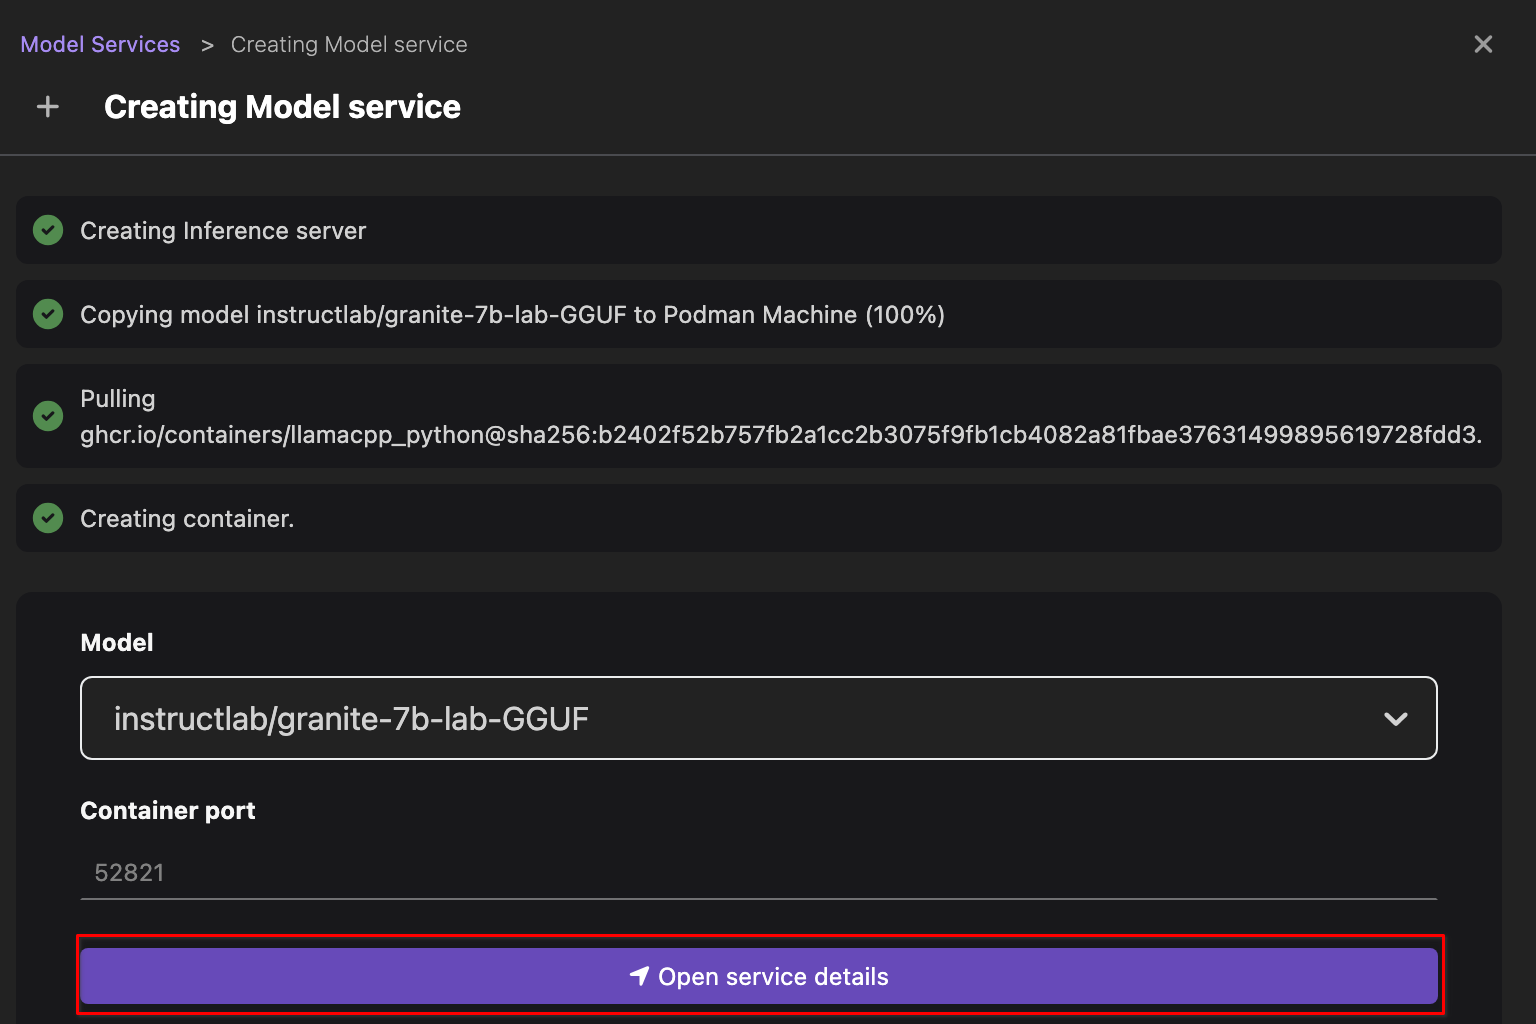 Model Services > Creating Model service
Creating Model service
Creating Inference server
Copying model instructlab/granite-7b-lab-GGUF to Podman Machine (100%)
Pulling
ghcr.io/containers/llamacpp_python@sha256:b2402f52b757fb2a1cc2b3075f9fb1cb4082a81fbae37631499895619728fdd3.
Creating container.
Model
instructlab/granite-7b-lab-GGUF
Container port
52821
Open service details